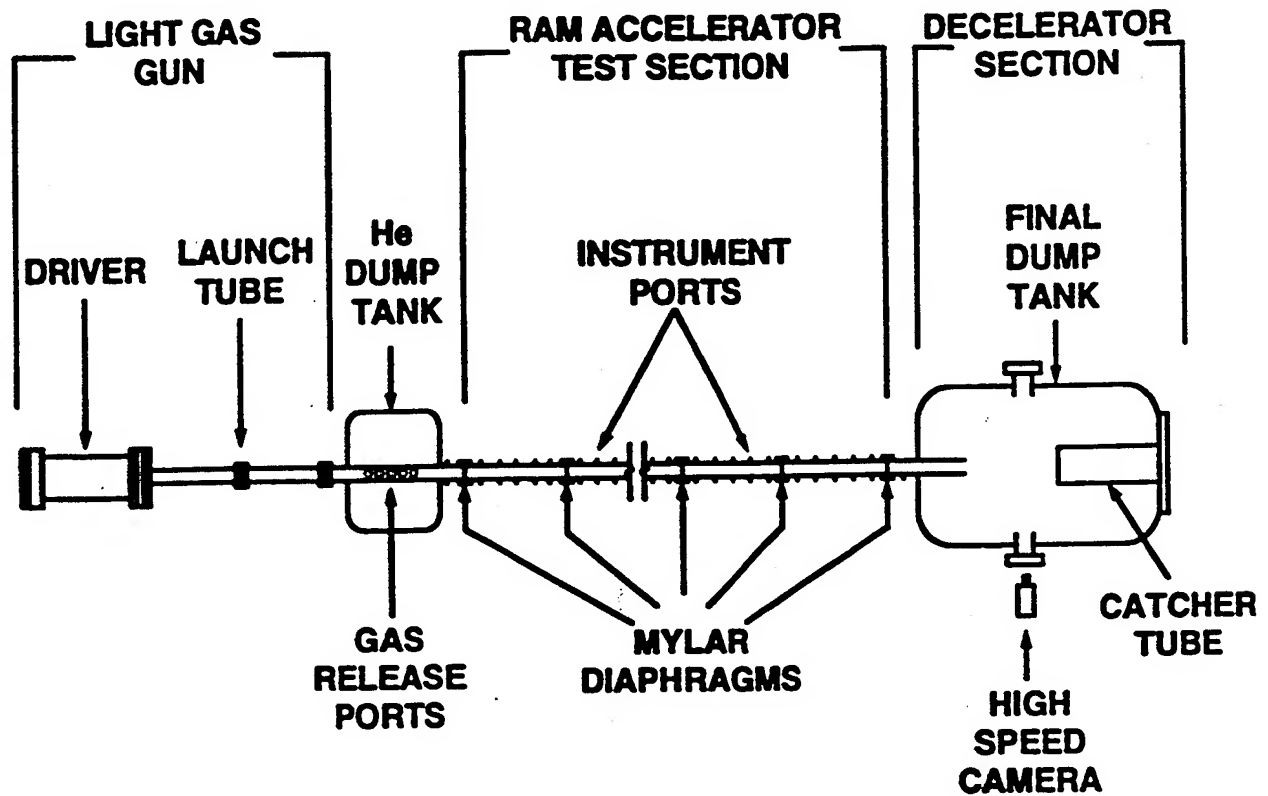 LIGHT GAS
GUN
RAM ACCELERATOR
TEST SECTION
DECELERATOR
SECTION
DRIVER
LAUNCH
TUBE
He
DUMP
TANK
INSTRUMENT
PORTS
FINAL
DUMP
TANK
GAS
RELEASE
PORTS
MYLAR
DIAPHRAGMS
HIGH
SPEED
CAMERA
CATCHER
TUBE